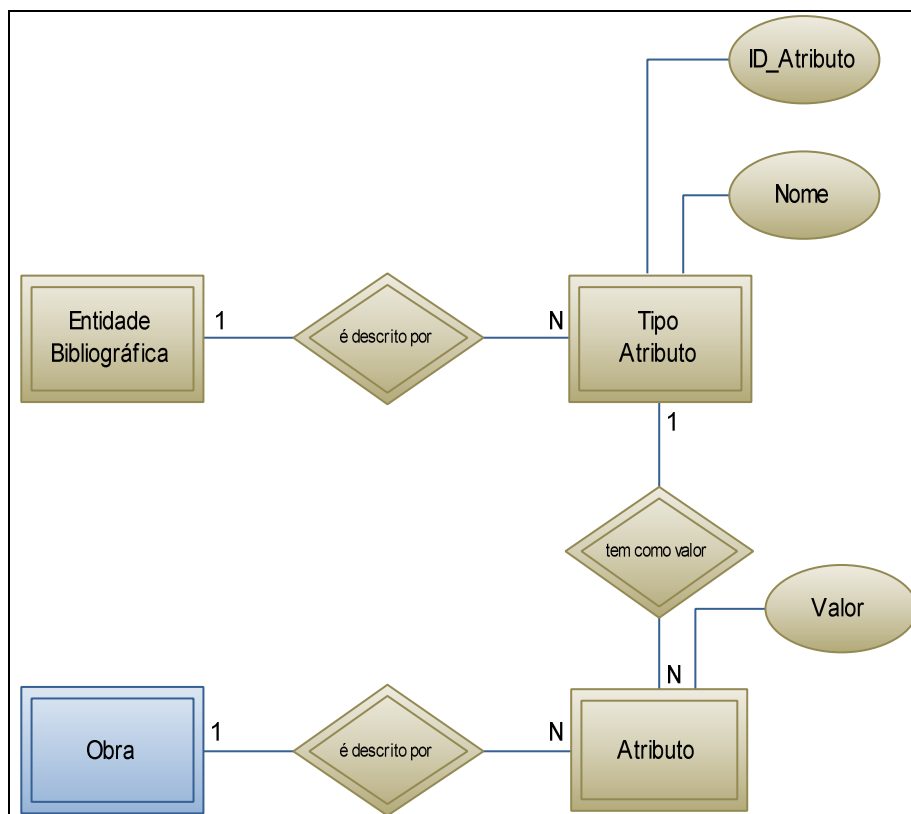 ID_Atributo
Nome
Entidade
Bibliográfica
1
é descrito por
N
Tipo
Atributo
1
tem como valor
Valor
N
Obra
1
é descrito por
N
Atributo